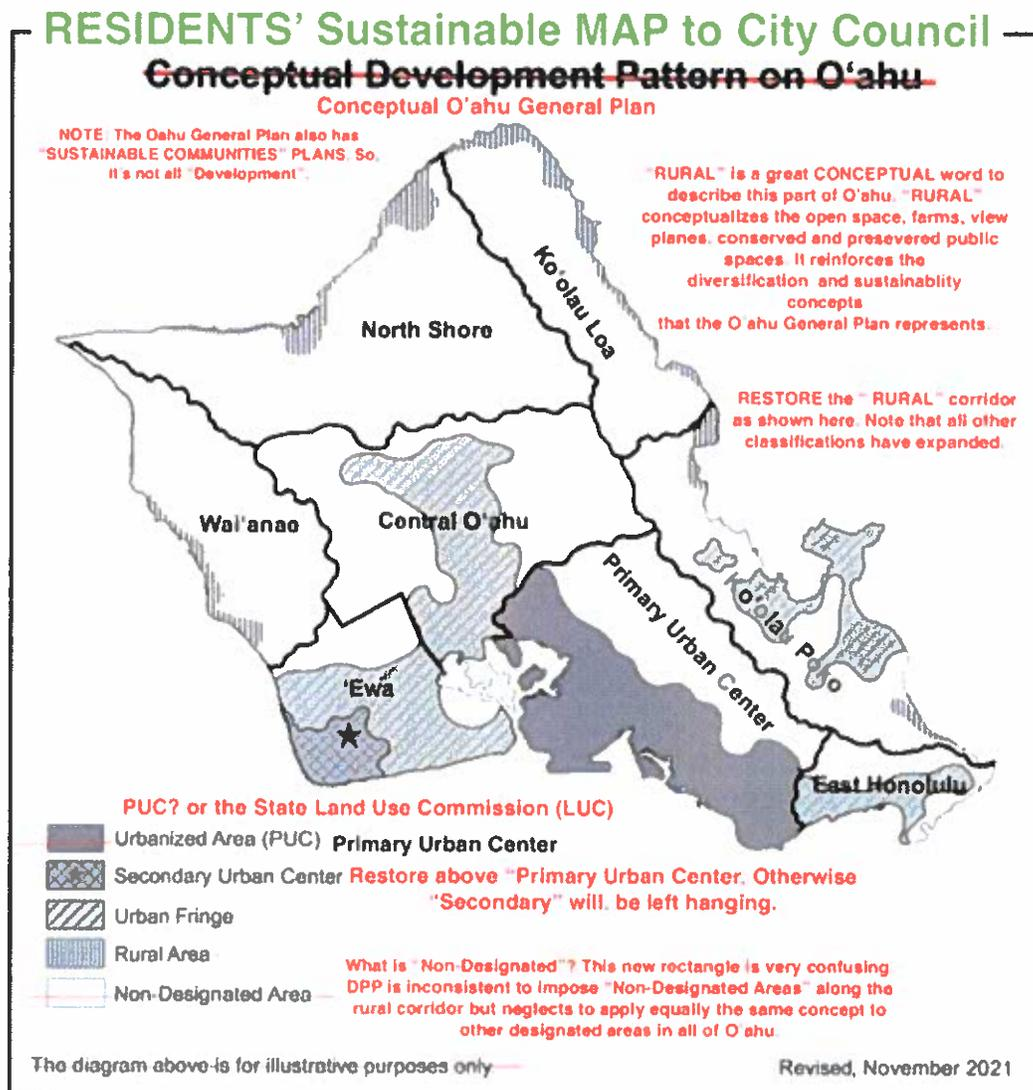 RESIDENTS' Sustainable MAP to City Council
Conceptual Development Pattern on Oʻahu
Conceptual O'ahu General Plan
NOTE: The Oahu General Plan also has
"SUSTAINABLE COMMUNITIES" PLANS. So,
it's not all "Development".
"RURAL" is a great CONCEPTUAL word to
describe this part of O'ahu. "RURAL"
conceptualizes the open space, farms, view
planes, conserved and presevered public
spaces. It reinforces the
diversification and sustainablity
concepts
that the O'ahu General Plan represents.
Ko'olau Loa
North Shore
RESTORE the "RURAL" corridor
as shown here. Note that all other
classifications have expanded.
Wai'anae
Central O'ahu
Primary Urban Center
Ko'olau Poko
'Ewa
East Honolulu
PUC? or the State Land Use Commission (LUC)
Urbanized Area (PUC) Primary Urban Center
Secondary Urban Center Restore above "Primary Urban Center. Otherwise
"Secondary" will. be left hanging.
Urban Fringe
Rural Area
What is "Non-Designated"? This new rectangle is very confusing
DPP is inconsistent to impose "Non-Designated Areas" along the
rural corridor but neglects to apply equally the same concept to
other designated areas in all of O'ahu.
Non-Designated Area
The diagram above is for illustrative purposes only
Revised, November 2021